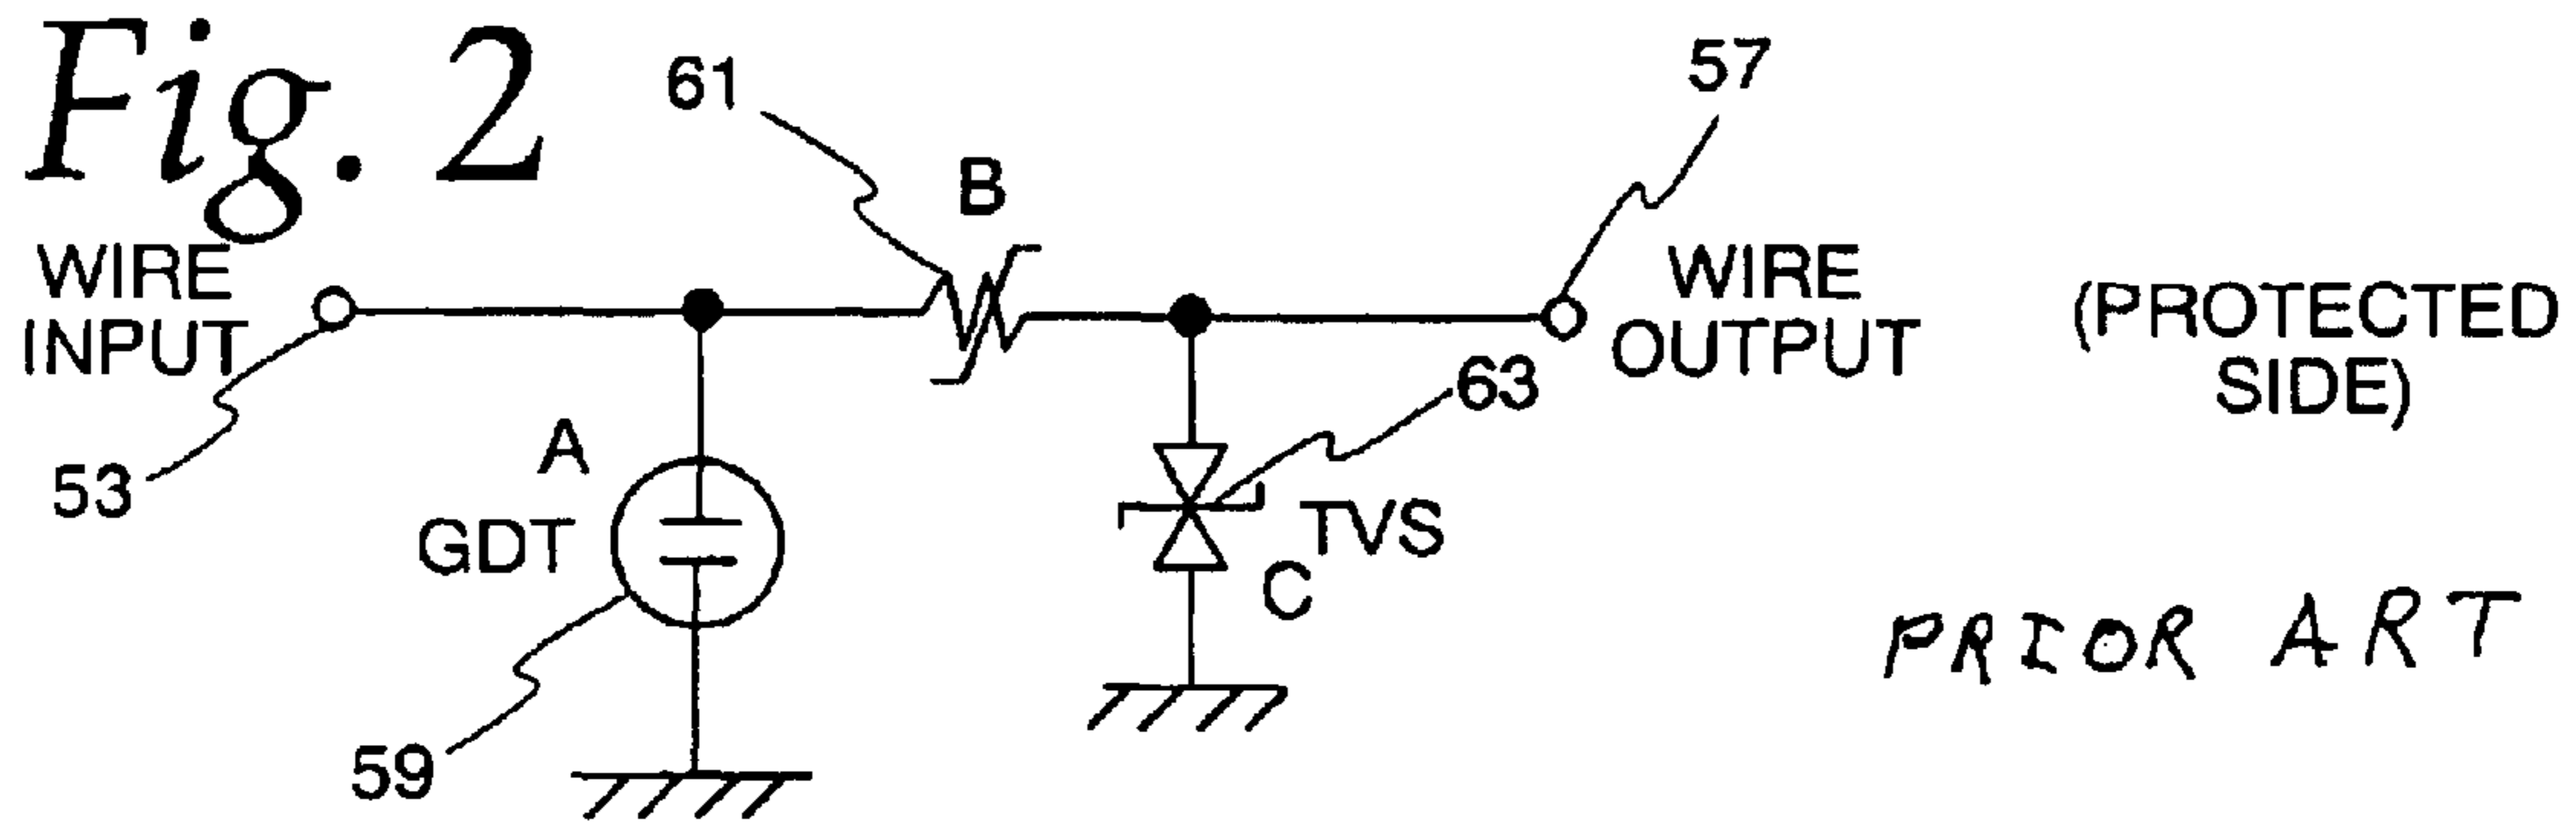 Fig. 2
61
57
B
WIRE
INPUT
WIRE
OUTPUT
(PROTECTED
SIDE)
53
A
GDT
63
TVS
C
59
PRIOR ART